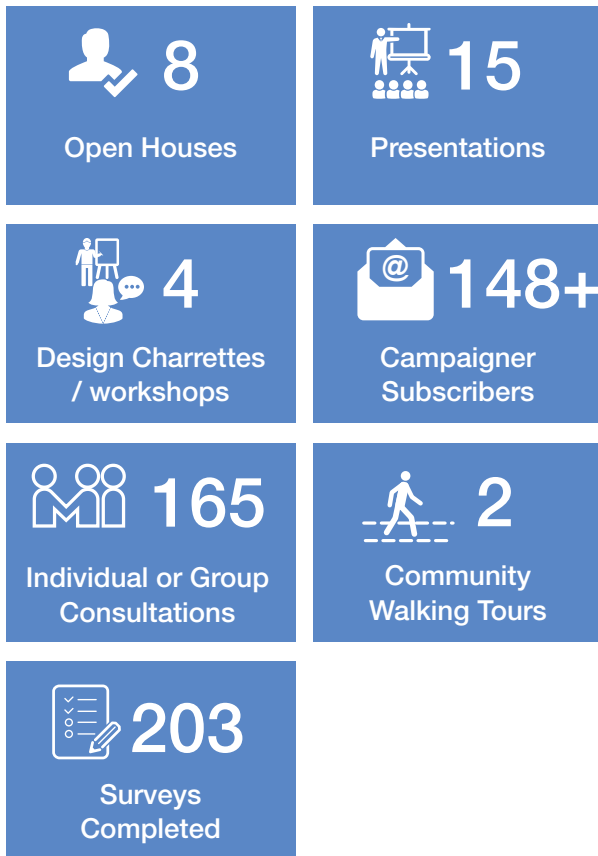 8
Open Houses
15
Presentations
4
Design Charrettes
/ workshops
@
148+
Campaigner
Subscribers
165
Individual or Group
Consultations
2
Community
Walking Tours
203
Surveys
Completed